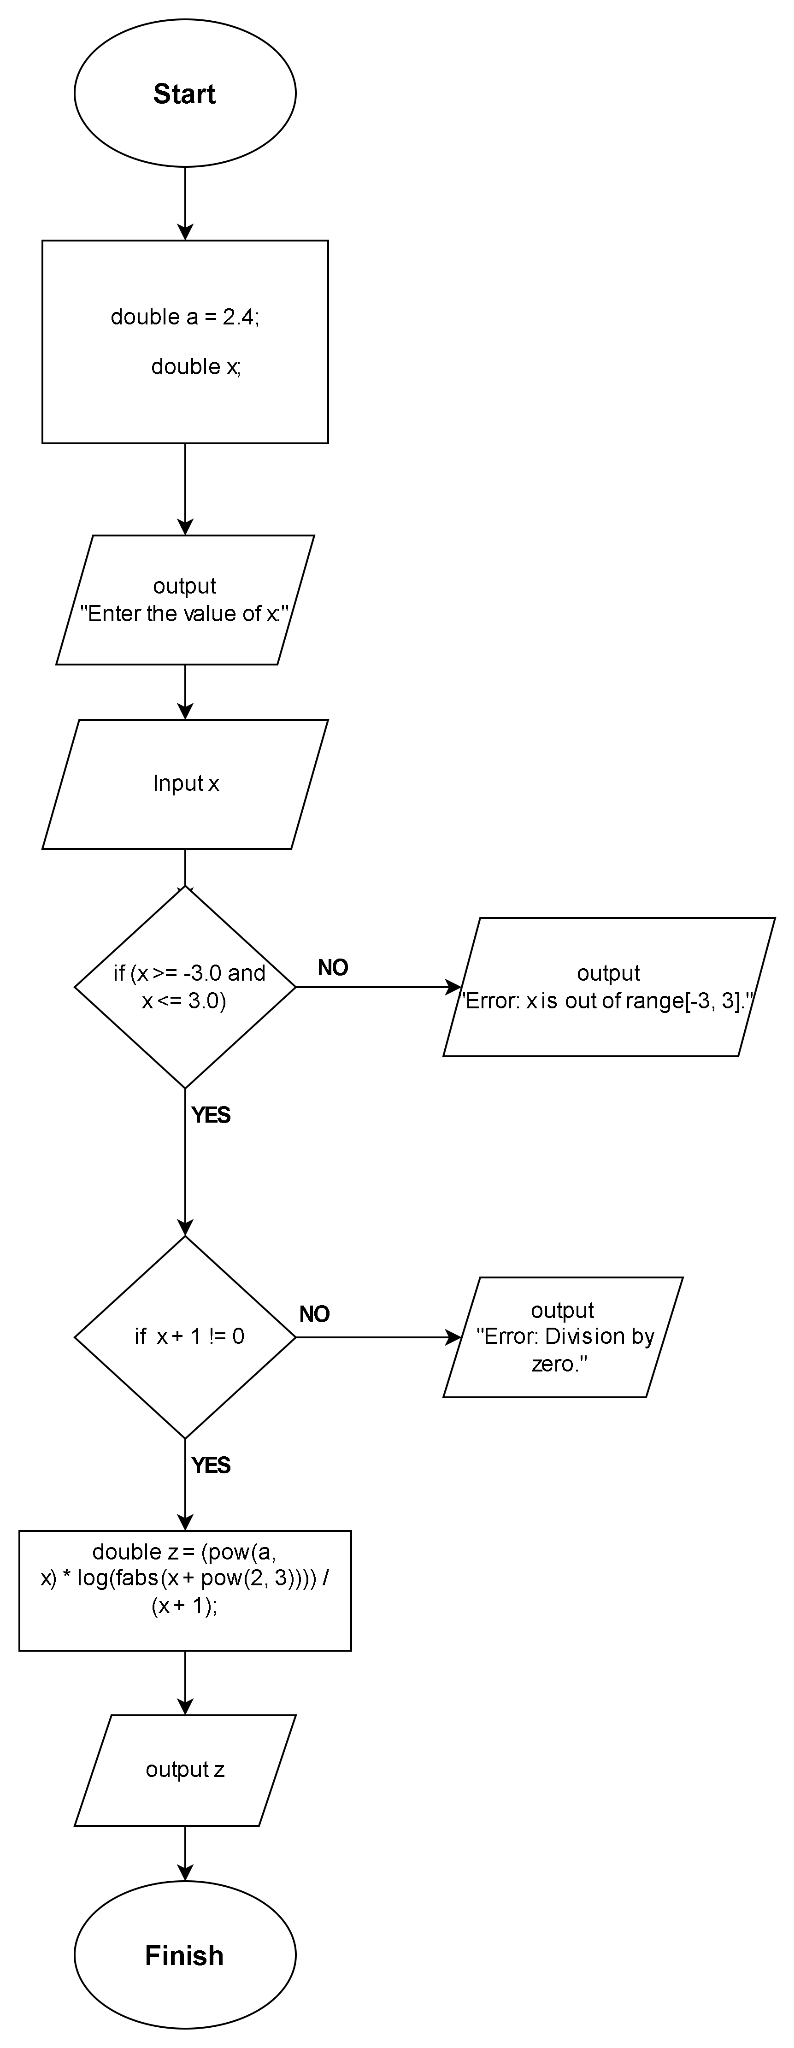 Start
double a = 2.4;
double x;
output
"Enter the value of x:"
Input x
if (x >= -3.0 and
x <= 3.0)
NO
output
"Error: x is out of range[-3, 3]."
YES
if x + 1 != 0
NO
output
"Error: Division by
zero."
YES
double z = (pow(a,
x) * log(fabs(x + pow(2, 3)))) /
(x + 1);
output z
Finish